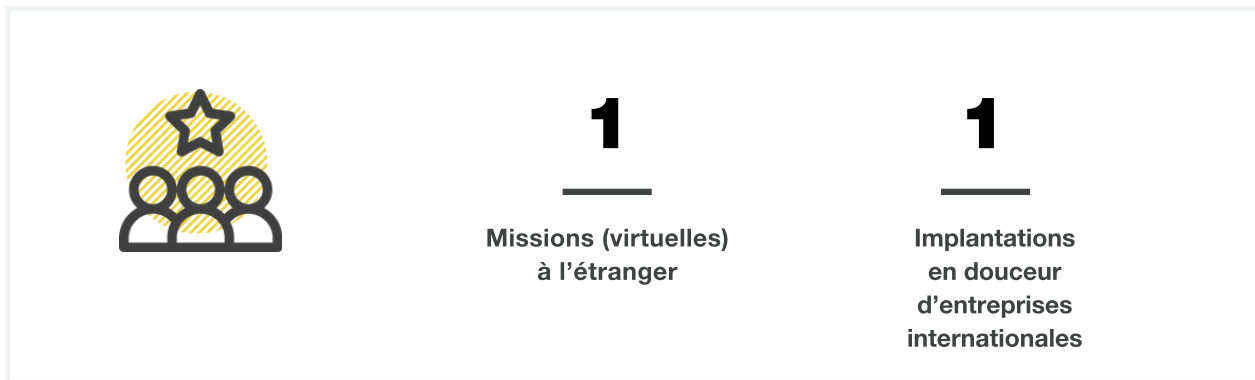 1
Missions (virtuelles)
à l’étranger
1
Implantations
en douceur
d’entreprises
internationales